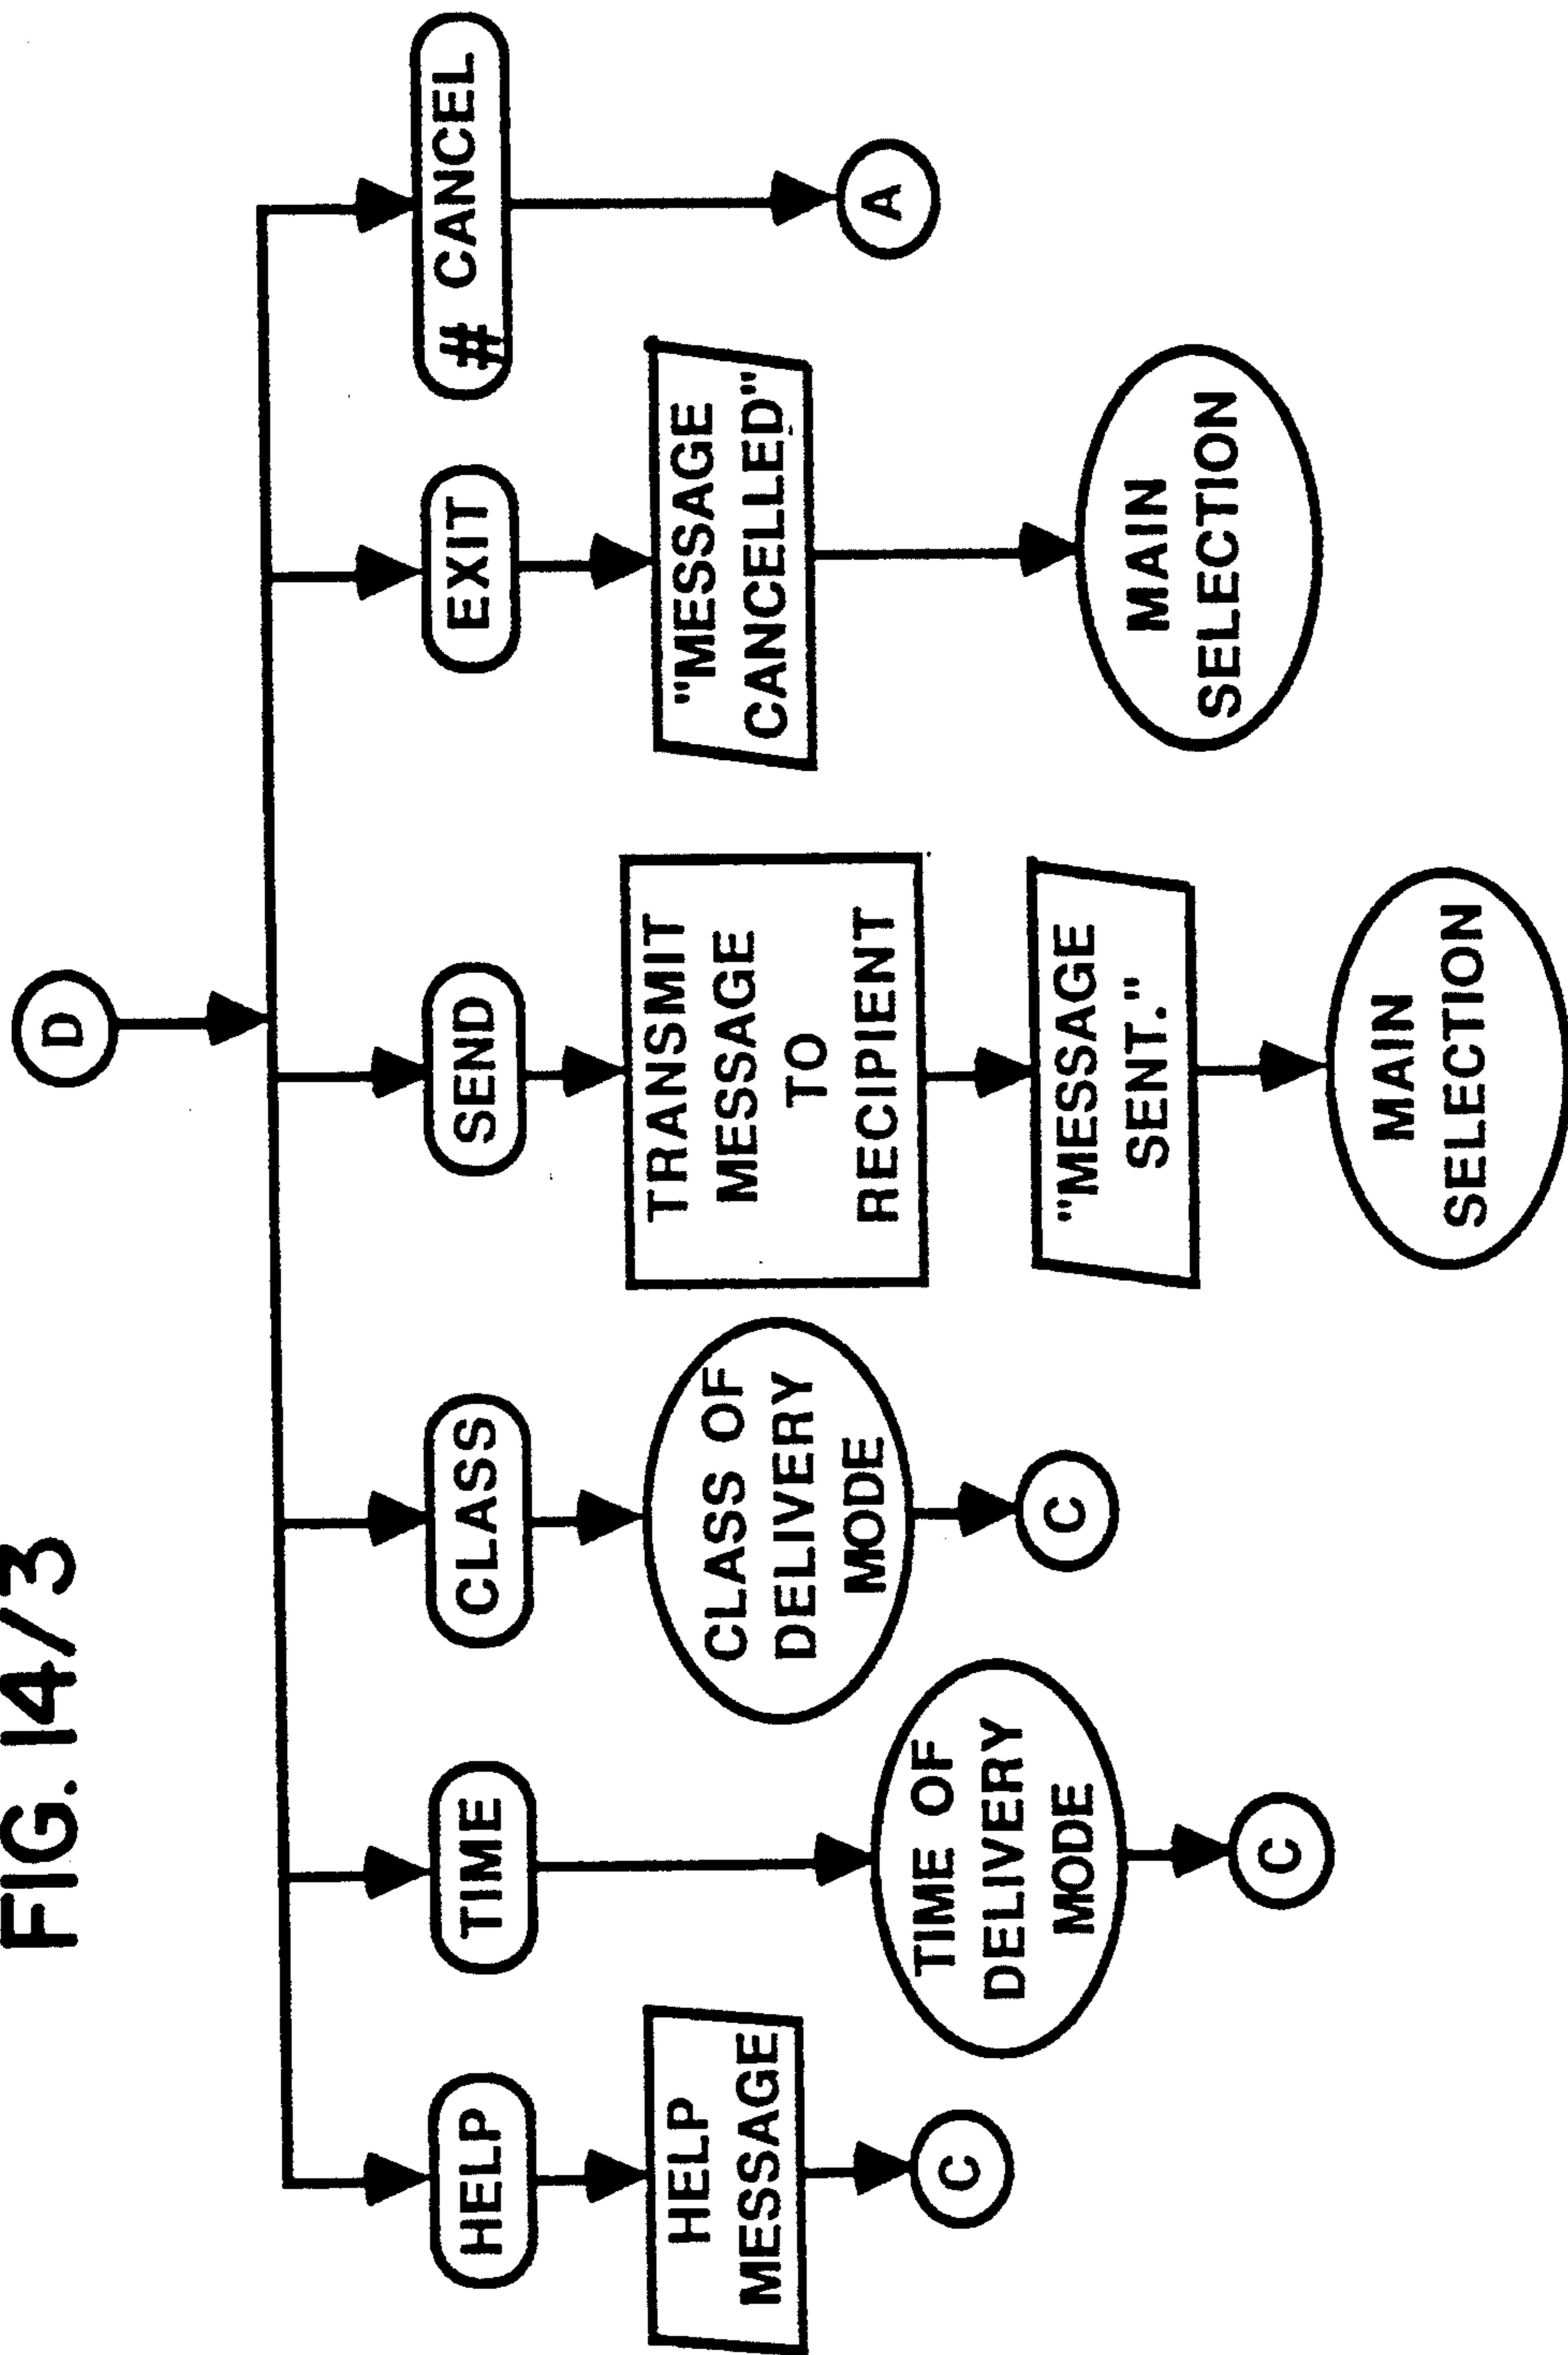 FIG. 14/3
D
HELP
TIME
CLASS
SEND
EXIT
# CANCEL
HELP
MESSAGE
C
TIME OF
DELIVERY
MODE
C
CLASS OF
DELIVERY
MODE
C
TRANSMIT
MESSAGE
TO
RECIPIENT
"MESSAGE
SENT."
MAIN
SELECTION
"MESSAGE
CANCELLED"
MAIN
SELECTION
A